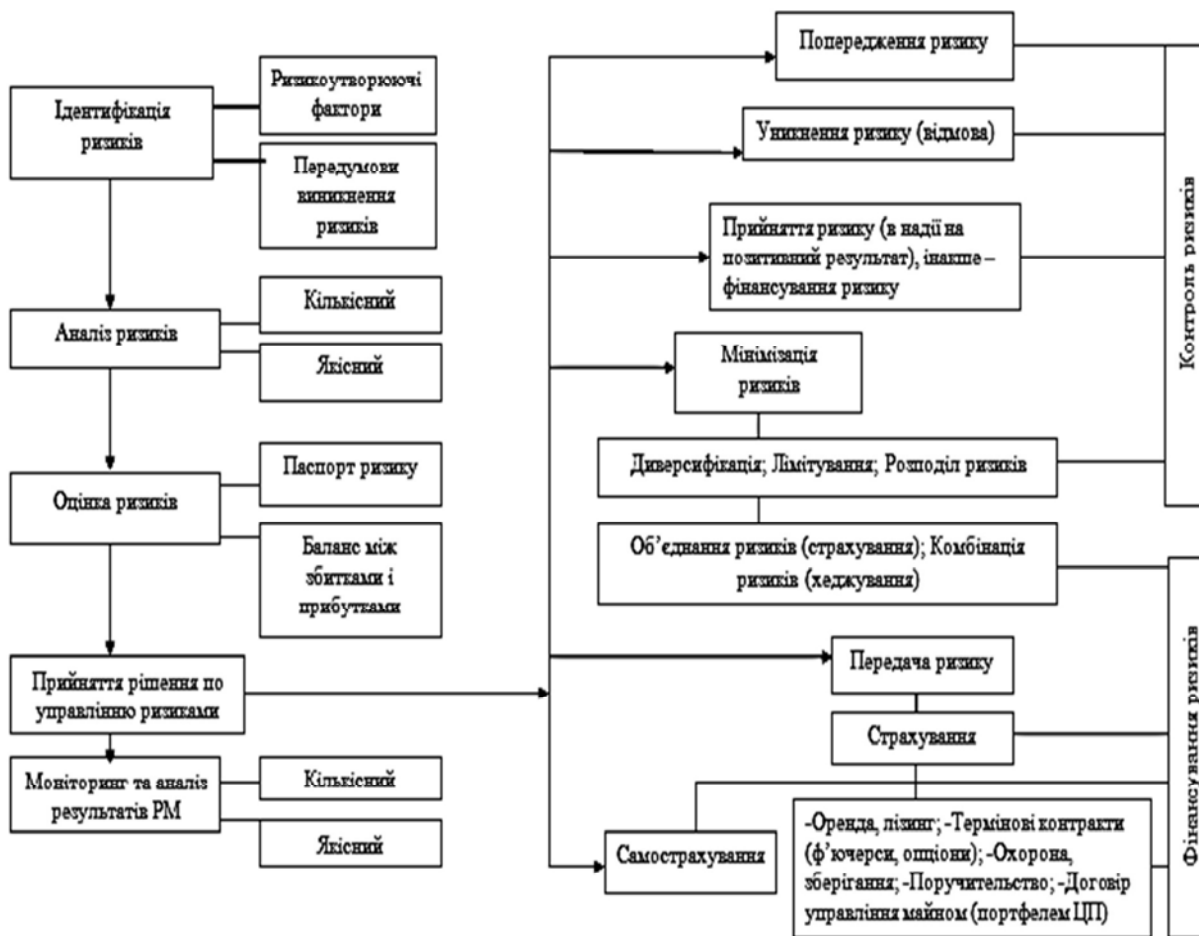 Ідентифікація
ризиків
Ризикоутворюючі
фактори
Передумови
виникнення
ризиків
Аналіз ризиків
Кількісний
Якісний
Оцінка ризиків
Паспорт ризику
Баланс між
збитками і
прибутками
Прийняття рішення по
управлінню ризиками
Моніторинг та аналіз
результатів РМ
Кількісний
Якісний
Попередження ризику
Уникнення ризику (відмова)
Прийняття ризику (в надії на
позитивний результат), інакше –
фінансування ризику
Мінімізація
ризиків
Диверсифікація; Лімітування; Розподіл ризиків
Об’єднання ризиків (страхування); Комбінація
ризиків (хеджування)
Передача ризику
Страхування
Самострахування
-Оренда, лізинг; -Термінові контракти
(ф’ючерси, опціони); -Охорона,
зберігання; -Поручительство; -Договір
управління майном (портфелем ЦП)
Контроль ризиків
Фінансування ризиків